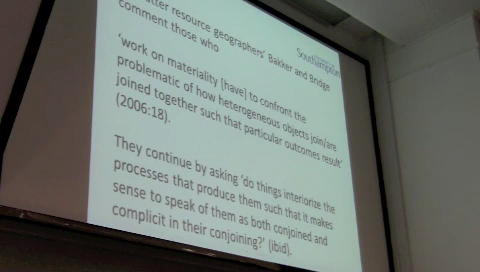 atter resource geographers' Bakker and Bridge
comment those who
Southampton
'work on materiality [have] to confront the
problematic of how heterogeneous objects join/are
joined together such that particular outcomes result'
(2006:18).
They continue by asking 'do things interiorize the
processes that produce them such that it makes
sense to speak of them as both conjoined and
complicit in their conjoining?' (ibid).